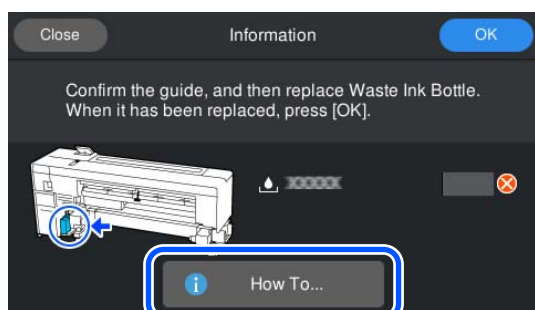 Close
Information
OK
Confirm the guide, and then replace Waste Ink Bottle.
When it has been replaced, press [OK].
How To...